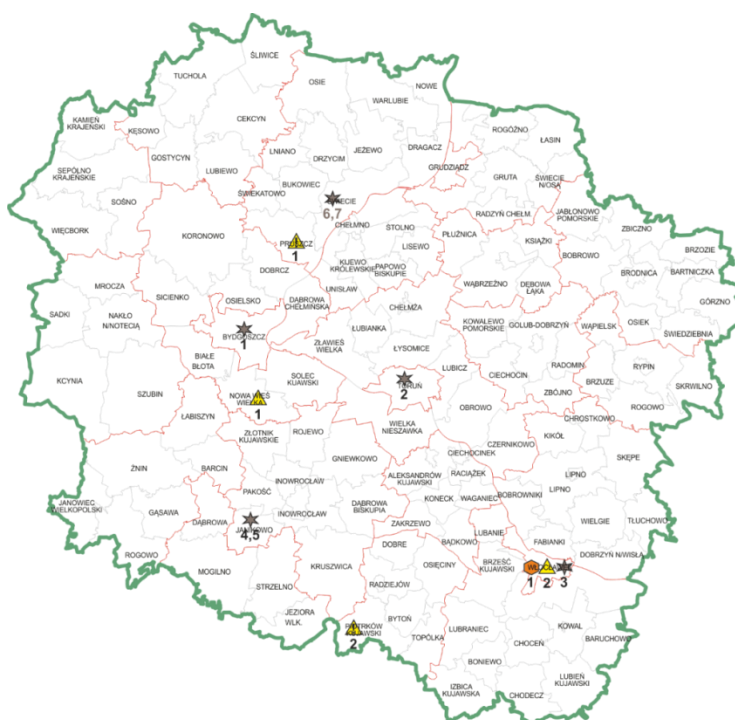 ŚLIWICE
TUCHOLA
OSIE
NOWE
WARLUBIE
KAMIEŃ
KRAJEŃSKI
KĘSOWO
CEKCYN
ROGÓŹNO
ŁASIN
LNIANO
DRZYCIM
JEŻEWO
DRAGACZ
GOSTYCYN
LUBIEWO
GRUDZIĄDZ
SĘPÓLNO
KRAJEŃSKIE
GRUTA
ŚWIECIE
N/OSĄ
BUKOWIEC
ŚWIEKATOWO
SOŚNO
6,7
RADZYŃ CHEŁM.
JABŁONOWO
POMORSKIE
WIĘCBORK
KORONOWO
CHEŁMNO
STOLNO
PŁUŻNICA
ZBICZNO
1
LISEWO
KSIĄŻKI
BOBROWO
BRZOZIE
DOBRCZ
KIJEWO
KRÓLEWSKIE
PAPOWO
BISKUPIE
BRODNICA
BARTNICZKA
UNISŁAW
WĄBRZEŹNO
DĘBOWA
ŁĄKA
MROCZA
SICIENKO
OSIELSKO
DĄBROWA
CHEŁMIŃSKA
CHEŁMŻA
GÓRZNO
SADKI
NAKŁO
N/NOTECIĄ
KOWALEWO
POMORSKIE
GOLUB-DOBRZYŃ
WĄPIELSK
OSIEK
ŚWIEDZIEBNIA
BYDGOSZCZ
1
ZŁAWIEŚ
WIELKA
ŁUBIANKA
ŁYSOMICE
BIAŁE
BŁOTA
LUBICZ
RADOMIN
RYPIN
KCYNIA
SOLEC
KUJAWSKI
2
CIECHOCIN
BRZUZE
SKRWILNO
SZUBIN
NOWA WIEŚ
WIELKA
1
ZBÓJNO
ROGOWO
OBROWO
ŁABISZYN
WIELKA
NIESZAWKA
CHROSTKOWO
ZŁOTNIK
KUJAWSKIE
ROJEWO
CZERNIKOWO
KIKÓŁ
GNIEWKOWO
CIECHOCINEK
SKĘPE
ŻNIN
BARCIN
ALEKSANDRÓW
KUJAWSKI
RACIĄŻEK
LIPNO
JANOWIEC
WIELKOPOLSKI
PAKOŚĆ
INOWROCŁAW
KONECK
WAGANIEC
BOBROWNIKI
LIPNO
GĄSAWA
DĄBROWA
INOWROCŁAW
DĄBROWA
BISKUPIA
ZAKRZEWO
WIELGIE
TŁUCHOWO
JANIKOWO
4,5
LUBANIE
FABIANKI
DOBRE
BĄDKOWO
ROGOWO
DOBRZYŃ N/WISŁĄ
MOGILNO
KRUSZWICA
OSIĘCINY
BRZEŚĆ
KUJAWSKI
1
2
3
STRZELNO
RADZIEJÓW
JEZIORA
WLK.
PIOTRKÓW
KUJAWSKI
2
BYTOŃ
TOPÓLKA
LUBRANIEC
KOWAL
BARUCHOWO
CHOCEŃ
BONIEWO
LUBIEŃ
KUJAWSKI
IZBICA
KUJAWSKA
CHODECZ